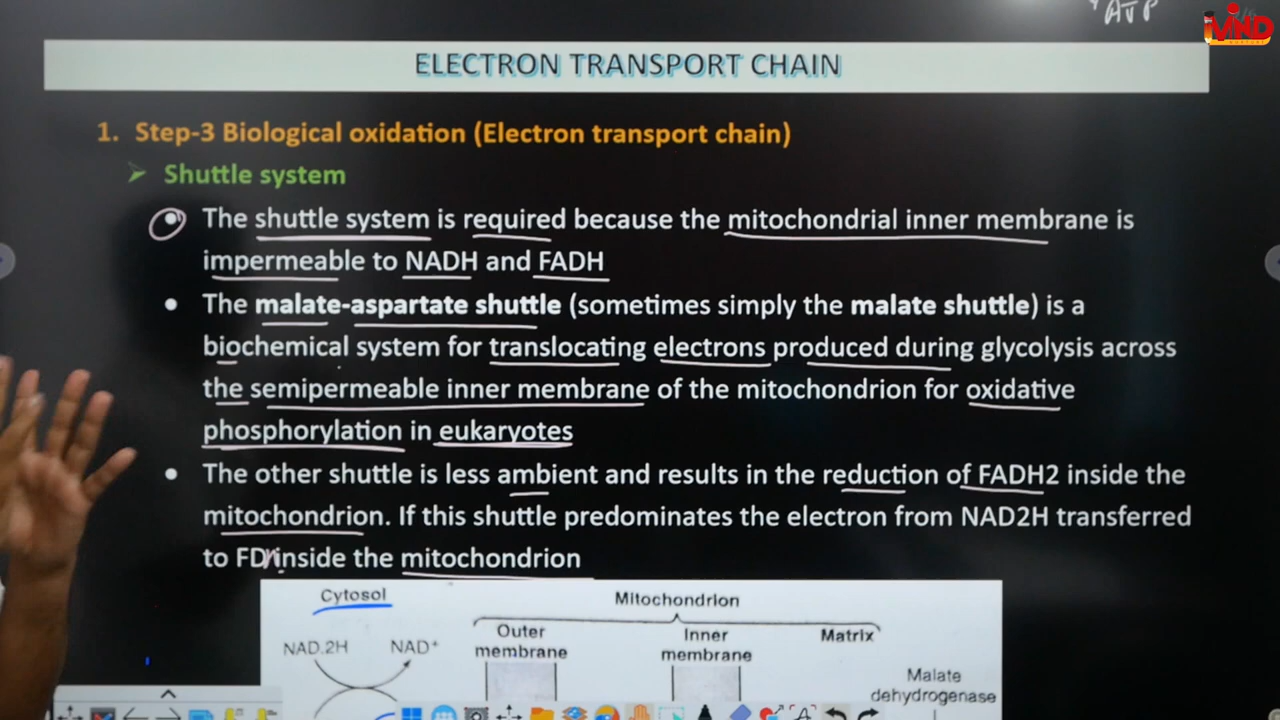 ATP
iMIND
ELECTRON TRANSPORT CHAIN
1. Step-3 Biological oxidation (Electron transport chain)
Shuttle system
The shuttle system is required because the mitochondrial inner membrane is
impermeable to NADH and FADH
The malate-aspartate shuttle (sometimes simply the malate shuttle) is a
biochemical system for translocating electrons produced during glycolysis across
the semipermeable inner membrane of the mitochondrion for oxidative
phosphorylation in eukaryotes
The other shuttle is less ambient and results in the reduction of FADH2 inside the
mitochondrion. If this shuttle predominates the electron from NAD2H transferred
to FD inside the mitochondrion
Cytosol
Mitochondrion
Outer
membrane
Inner
membrane
Matrix
NAD.2H NAD⁺
Malate
dehydrogenase